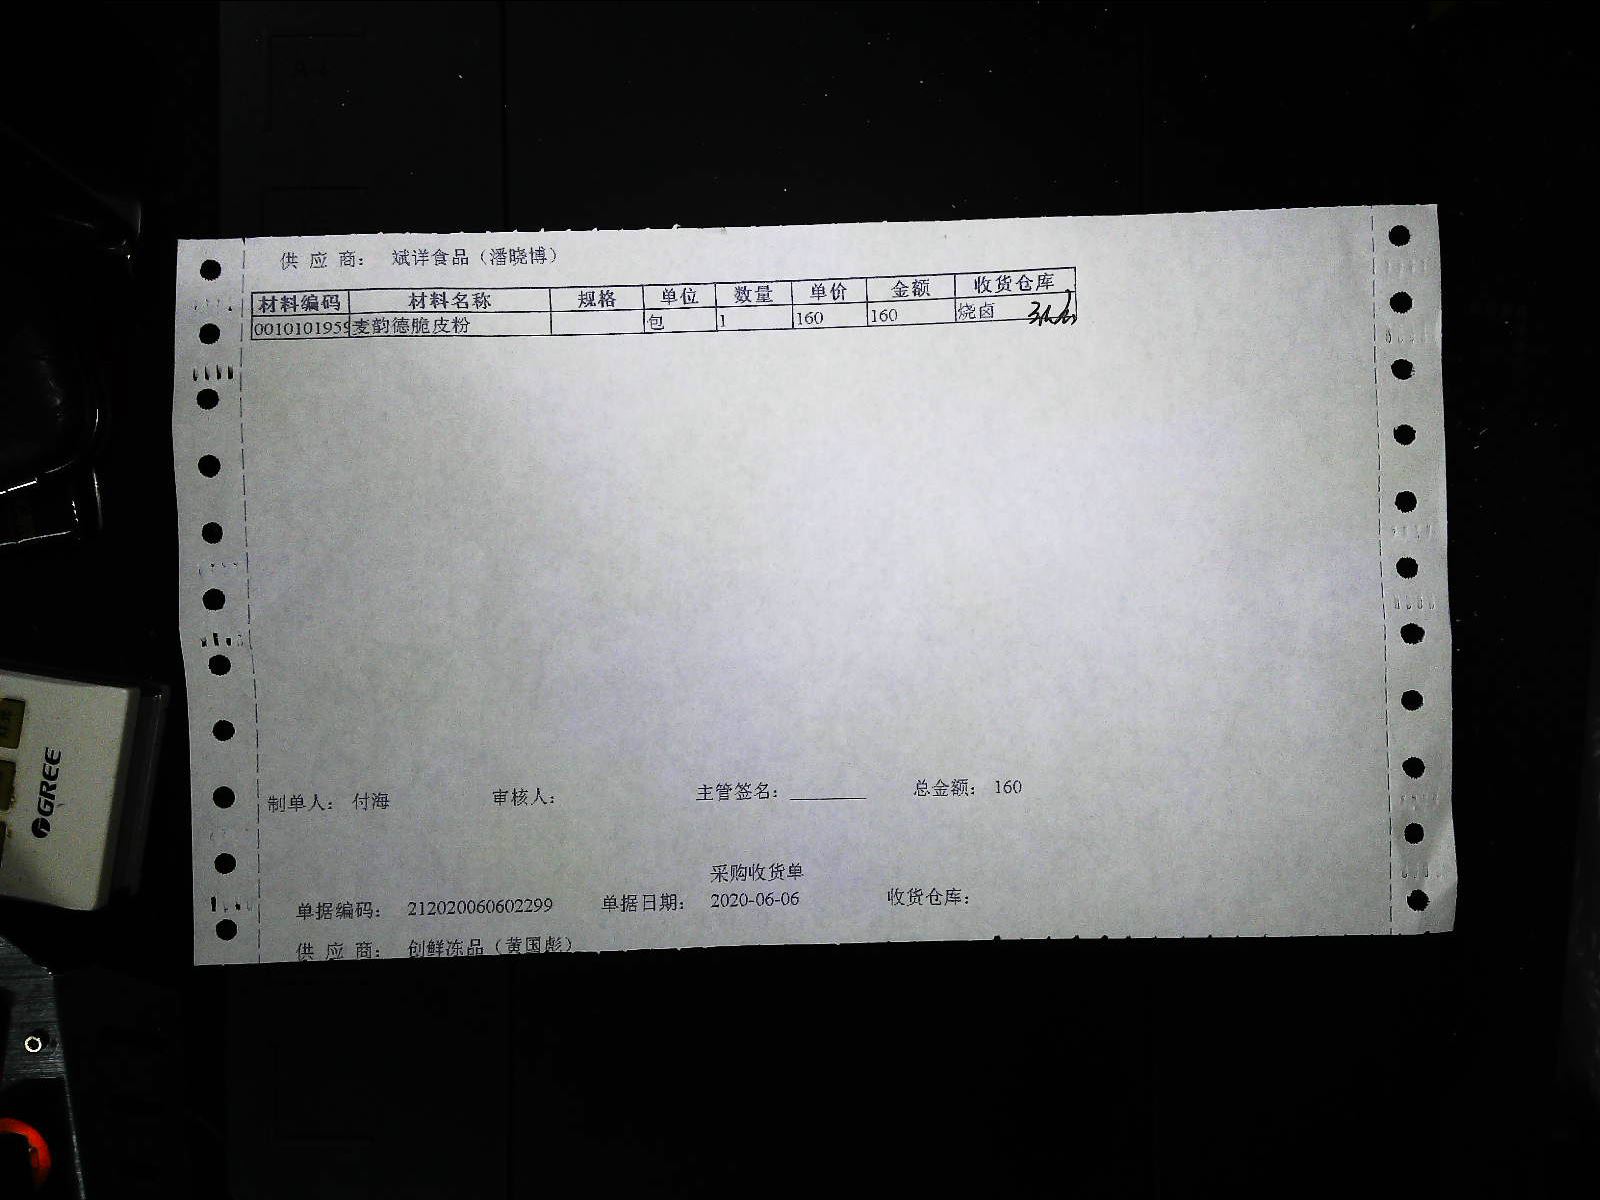 供 应 商： 斌详食品（潘晓博）
材料编码 材料名称 规格 单位 数量 单价 金额 收货仓库
0010101959 麦韵德脆皮粉 包 1 160 160 烧卤
制单人： 付海 审核人： 主管签名： ________ 总金额： 160
采购收货单
单据编码： 212020060602299 单据日期： 2020-06-06 收货仓库：
供 应 商： 创鲜冻品（黄国彪）
GREE